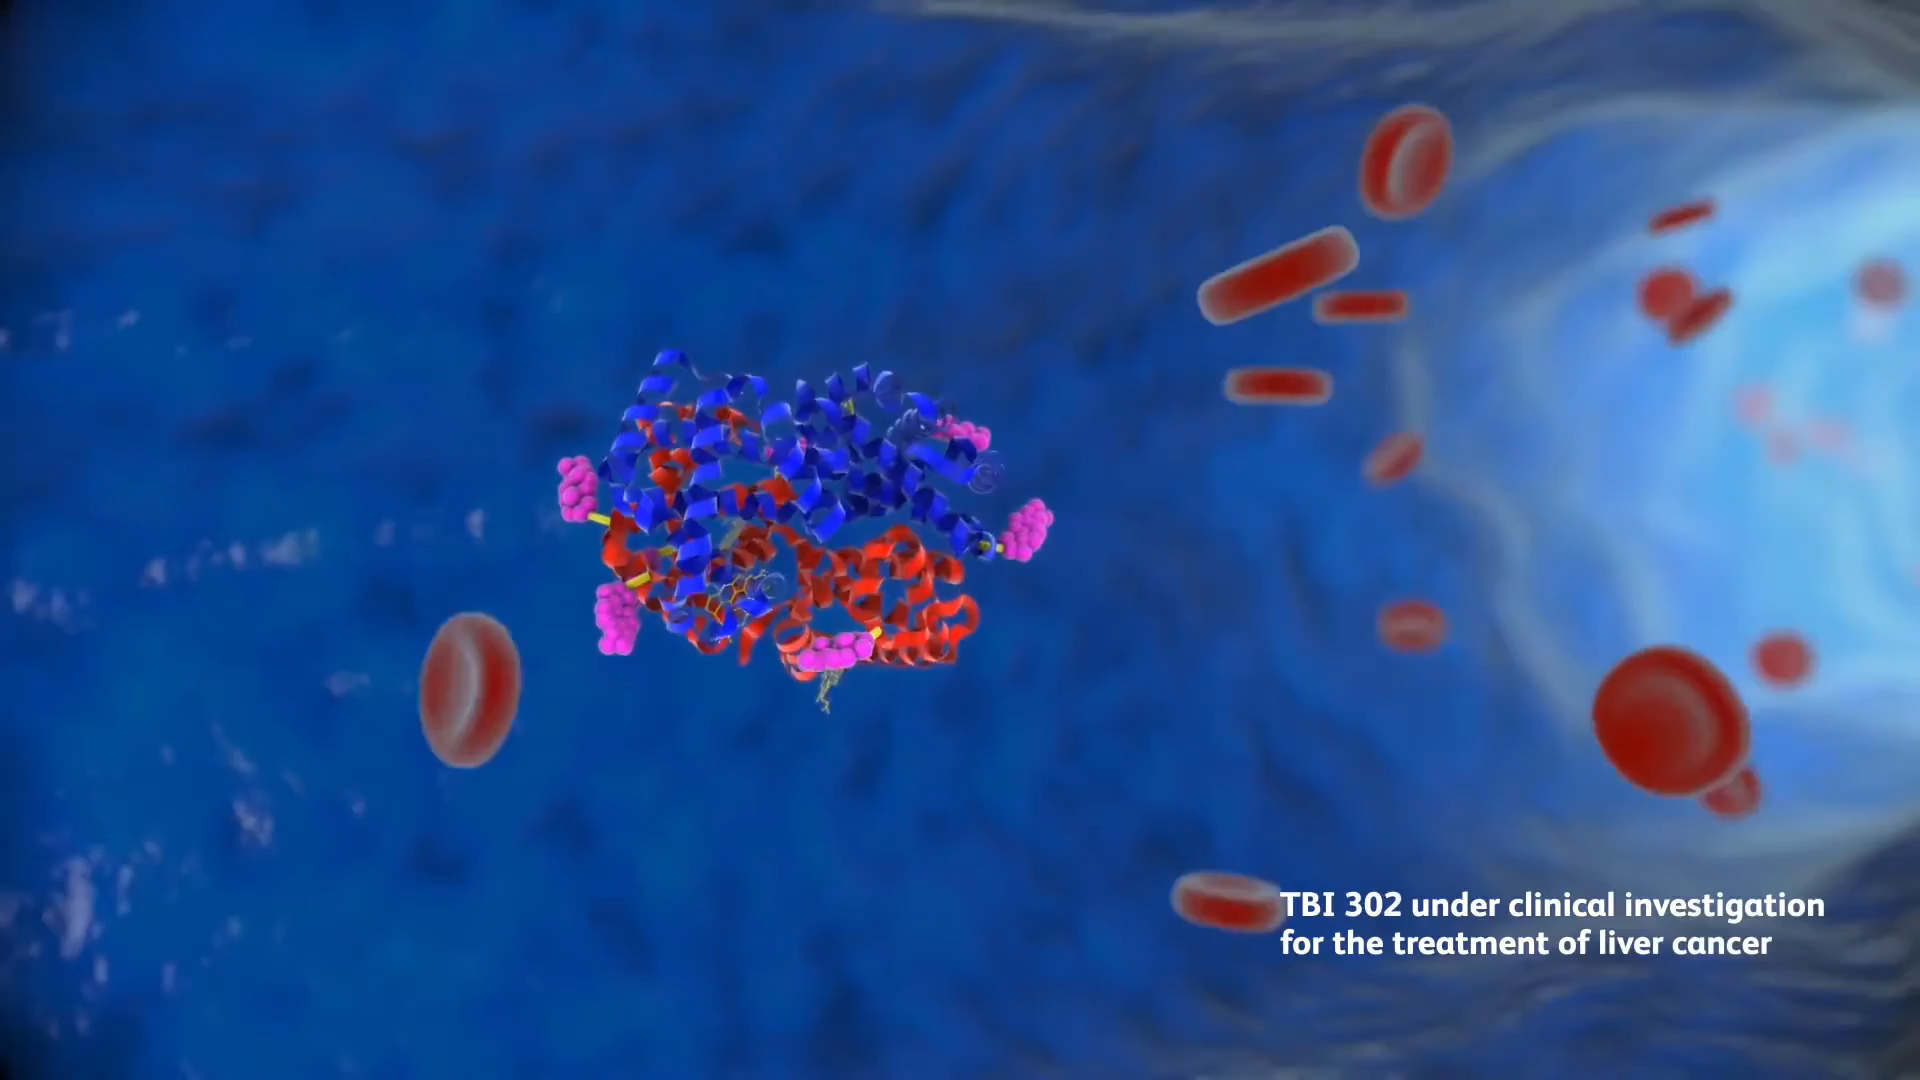 TBI 302 under clinical investigation
for the treatment of liver cancer